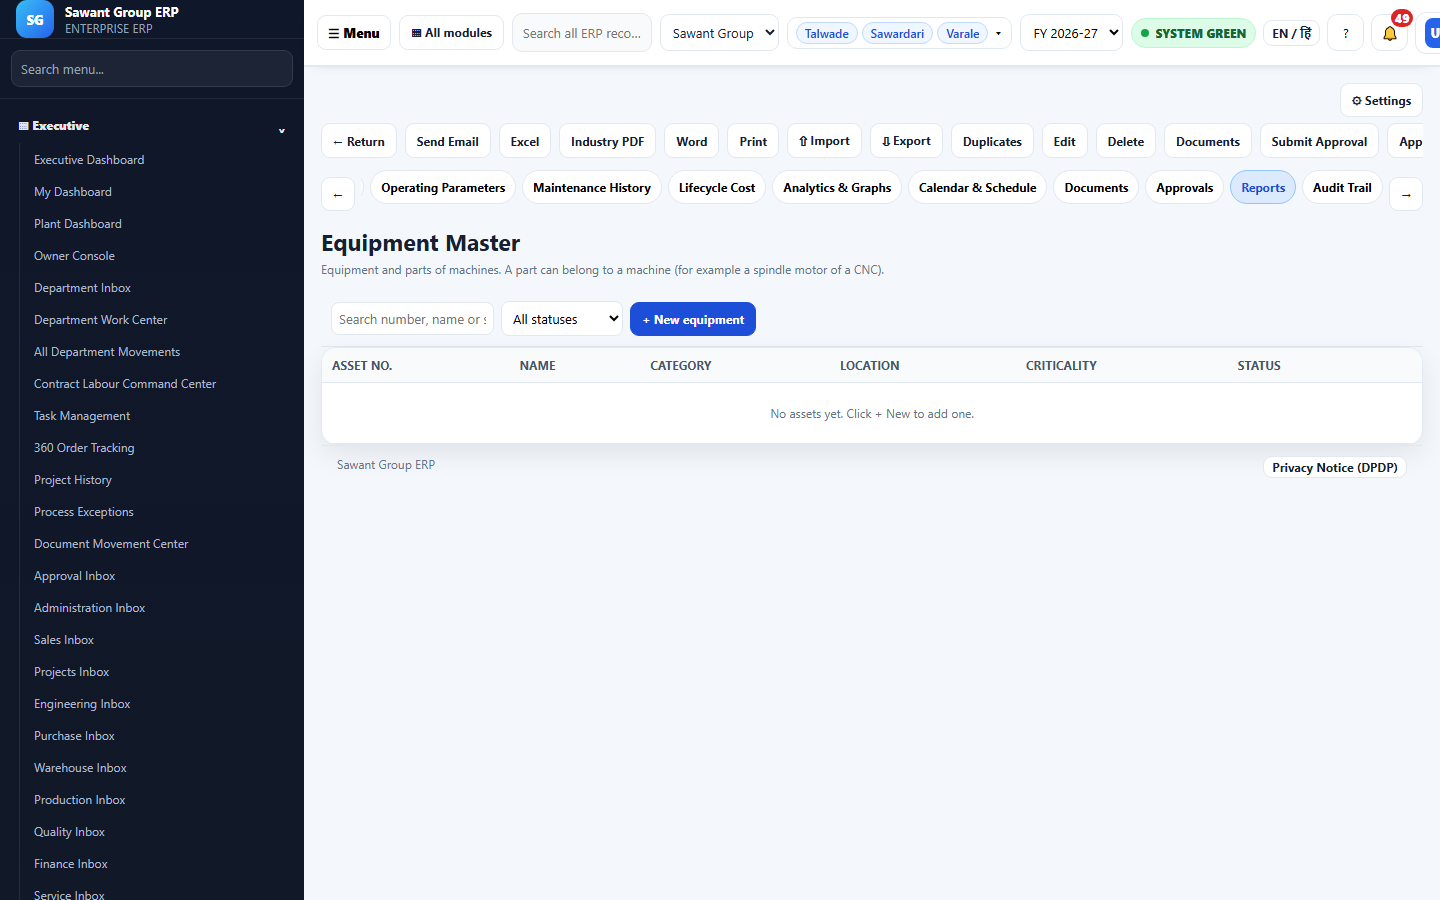 SG
Sawant Group ERP
ENTERPRISE ERP
☰ Menu
▦ All modules
Search all ERP reco...
Sawant Group
Talwade Sawardari Varale ▾
FY 2026-27
SYSTEM GREEN
EN / हिं
?
49
U
Search menu...
▦ Executive
Executive Dashboard
My Dashboard
Plant Dashboard
Owner Console
Department Inbox
Department Work Center
All Department Movements
Contract Labour Command Center
Task Management
360 Order Tracking
Project History
Process Exceptions
Document Movement Center
Approval Inbox
Administration Inbox
Sales Inbox
Projects Inbox
Engineering Inbox
Purchase Inbox
Warehouse Inbox
Production Inbox
Quality Inbox
Finance Inbox
Service Inbox
⚙ Settings
← Return Send Email Excel Industry PDF Word Print ⇧ Import ⇩ Export Duplicates Edit Delete Documents Submit Approval App
← Operating Parameters Maintenance History Lifecycle Cost Analytics & Graphs Calendar & Schedule Documents Approvals Reports Audit Trail →
Equipment Master
Equipment and parts of machines. A part can belong to a machine (for example a spindle motor of a CNC).
Search number, name or s
All statuses
+ New equipment
ASSET NO. NAME CATEGORY LOCATION CRITICALITY STATUS
No assets yet. Click + New to add one.
Sawant Group ERP
Privacy Notice (DPDP)